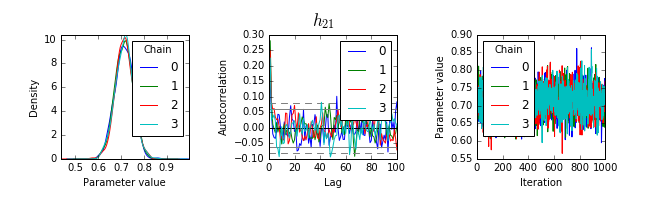 h21
Density
10
8
6
4
2
0
0.5 0.6 0.7 0.8 0.9
Parameter value
Chain
0
1
2
3
Autocorrelation
0.30
0.25
0.20
0.15
0.10
0.05
0.00
−0.05
−0.10
0 20 40 60 80 100
Lag
0
1
2
3
Parameter value
0.90
0.85
0.80
0.75
0.70
0.65
0.60
0.55
0 200 400 600 800 1000
Iteration
Chain
0
1
2
3